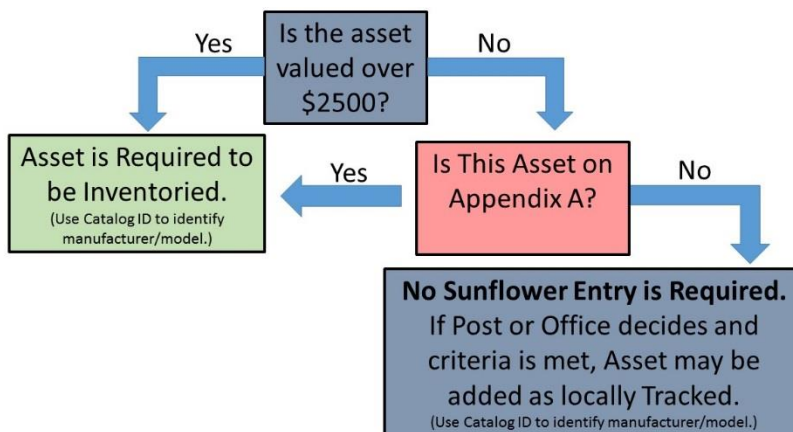 Is the asset
valued over
$2500?
Yes
No
Asset is Required to
be Inventoried.
(Use Catalog ID to identify
manufacturer/model.)
Yes
Is This Asset on
Appendix A?
No
No Sunflower Entry is Required.
If Post or Office decides and
criteria is met, Asset may be
added as locally Tracked.
(Use Catalog ID to identify manufacturer/model.)